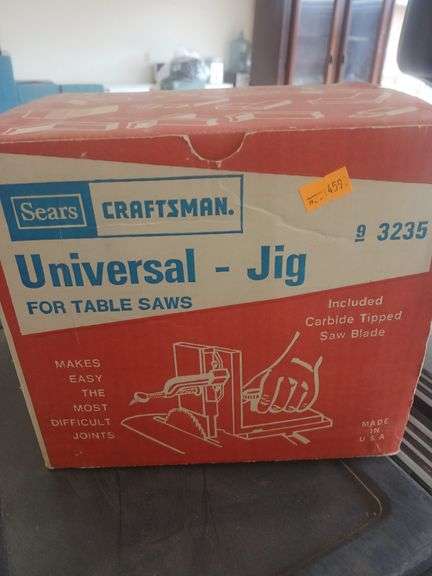 Sears CRAFTSMAN.
459
9 3235
Universal - Jig
FOR TABLE SAWS
Included
Carbide Tipped
Saw Blade
MAKES
EASY
THE
MOST
DIFFICULT
JOINTS
MADE
IN
U.S.A